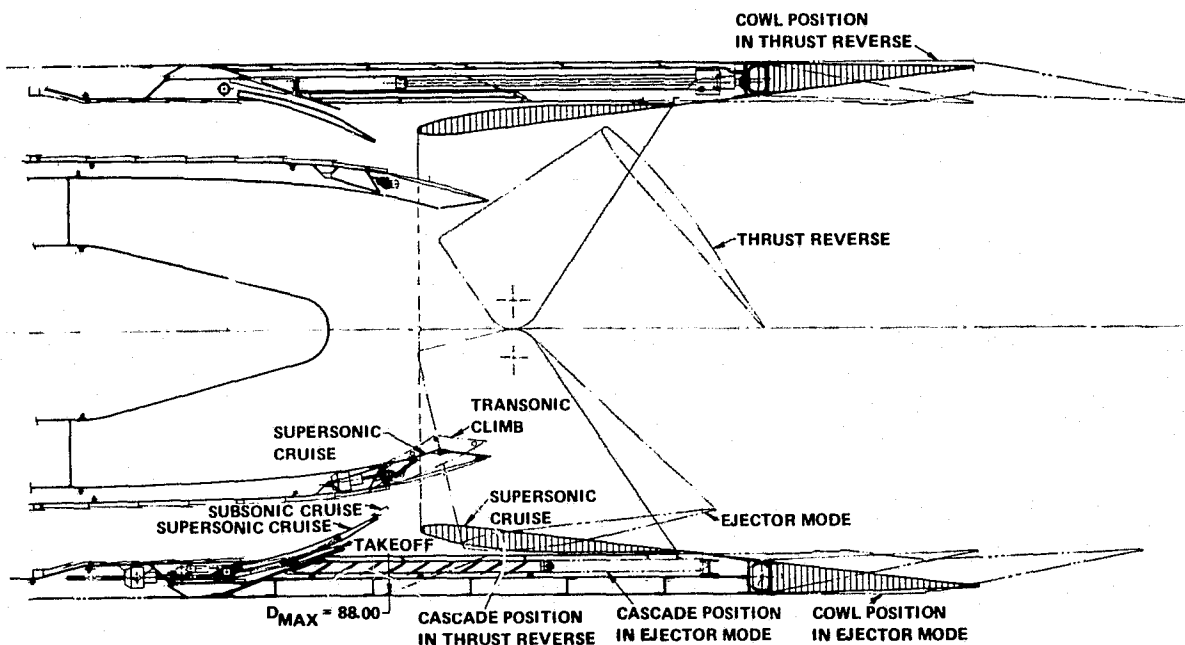 COWL POSITION
IN THRUST REVERSE
THRUST REVERSE
TRANSONIC
CLIMB
SUPERSONIC
CRUISE
SUPERSONIC
CRUISE
SUBSONIC CRUISE
SUPERSONIC CRUISE
EJECTOR MODE
TAKEOFF
DMAX = 88.00
CASCADE POSITION
IN THRUST REVERSE
CASCADE POSITION
IN EJECTOR MODE
COWL POSITION
IN EJECTOR MODE